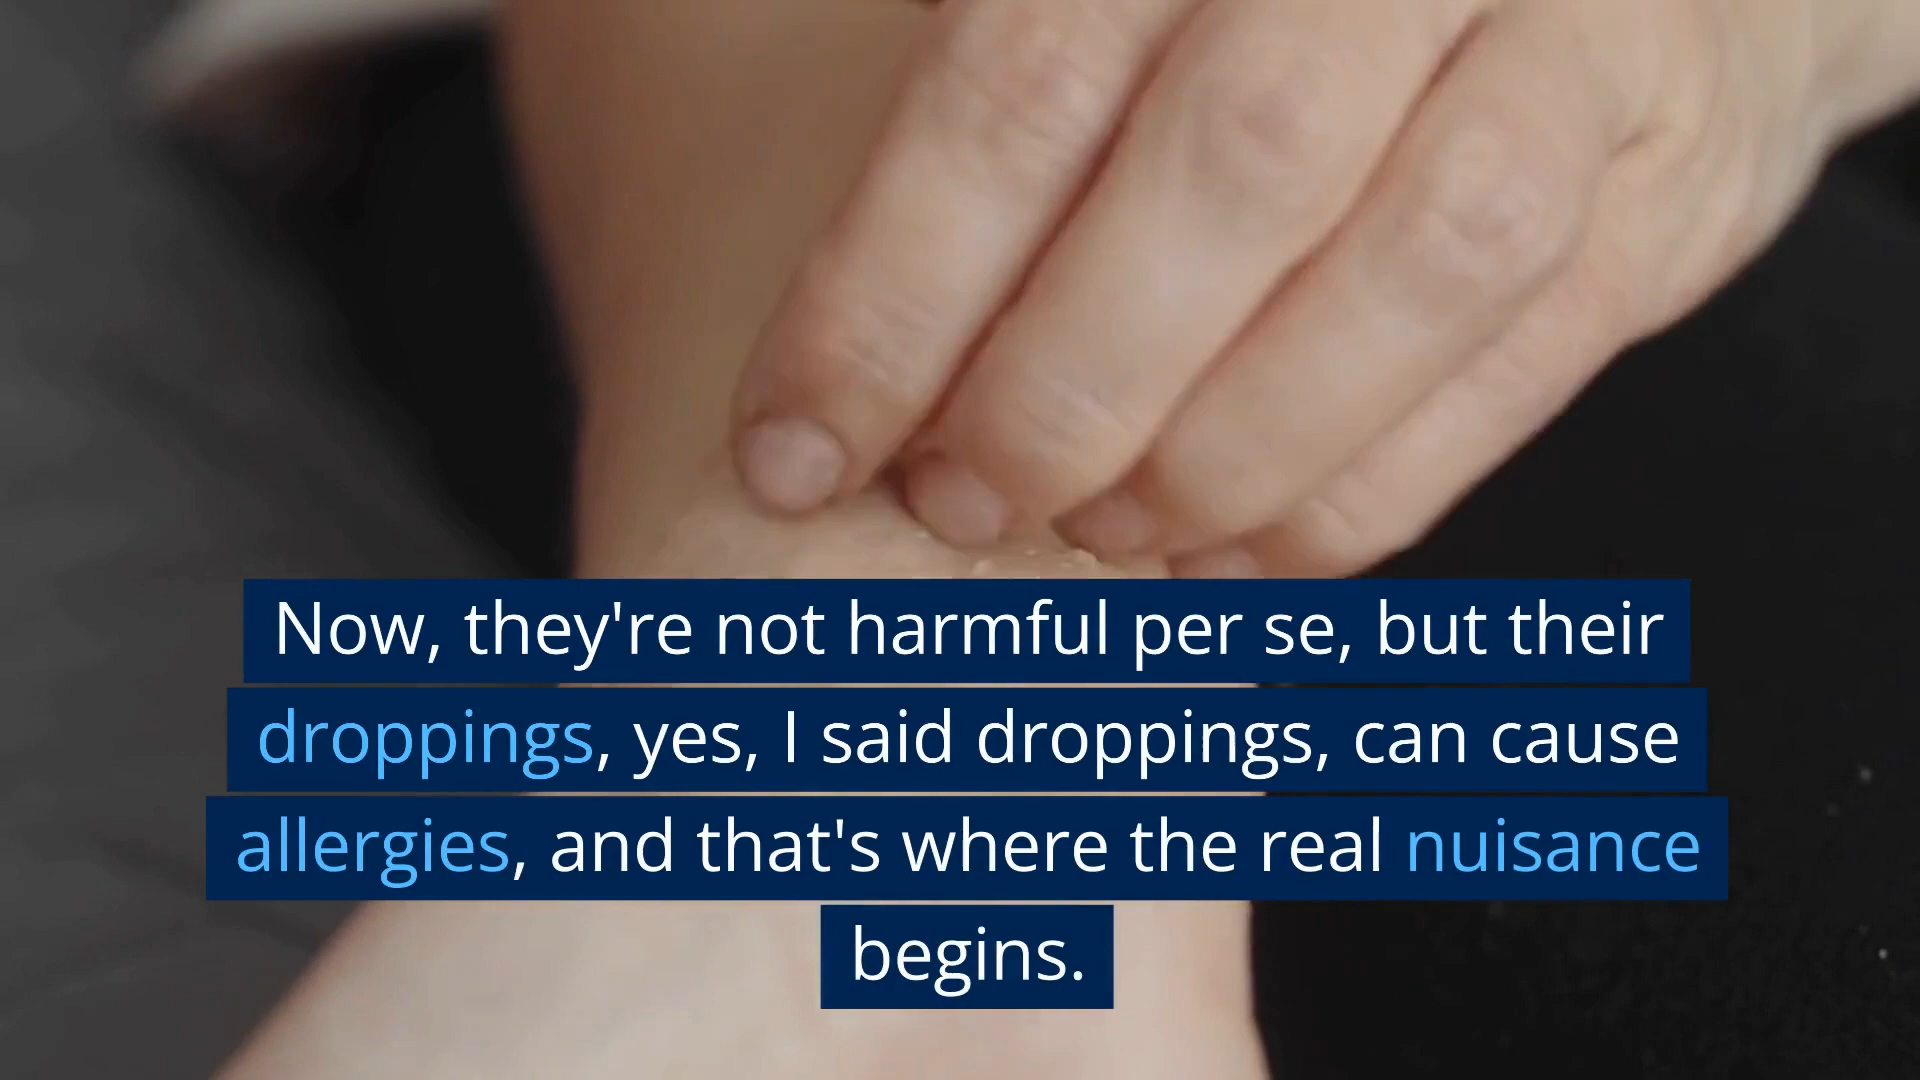 Now, they're not harmful per se, but their
droppings, yes, I said droppings, can cause
allergies, and that's where the real nuisance
begins.